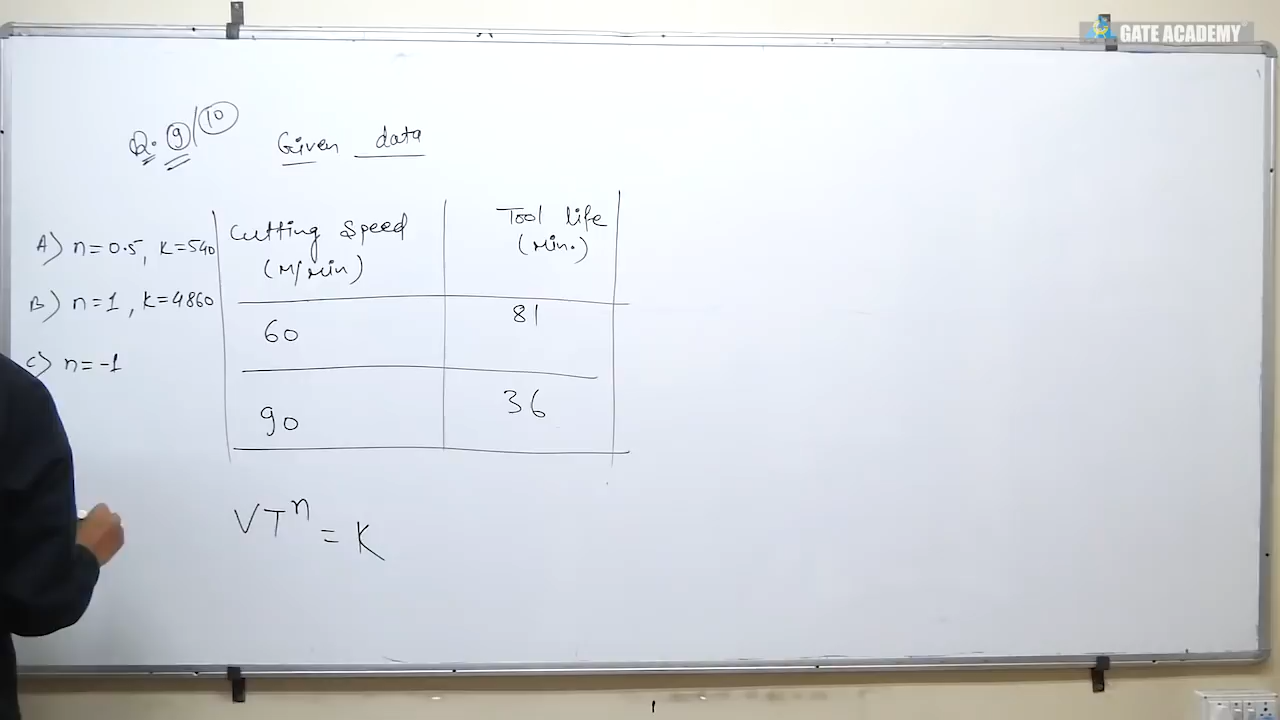 GATE ACADEMY
Q. 9/10
Given data
A) n=0.5, K=540
B) n=1, K=4860
C) n=-1
Cutting Speed (M/Min)
Tool life (Min.)
60
81
90
36
VTⁿ = K